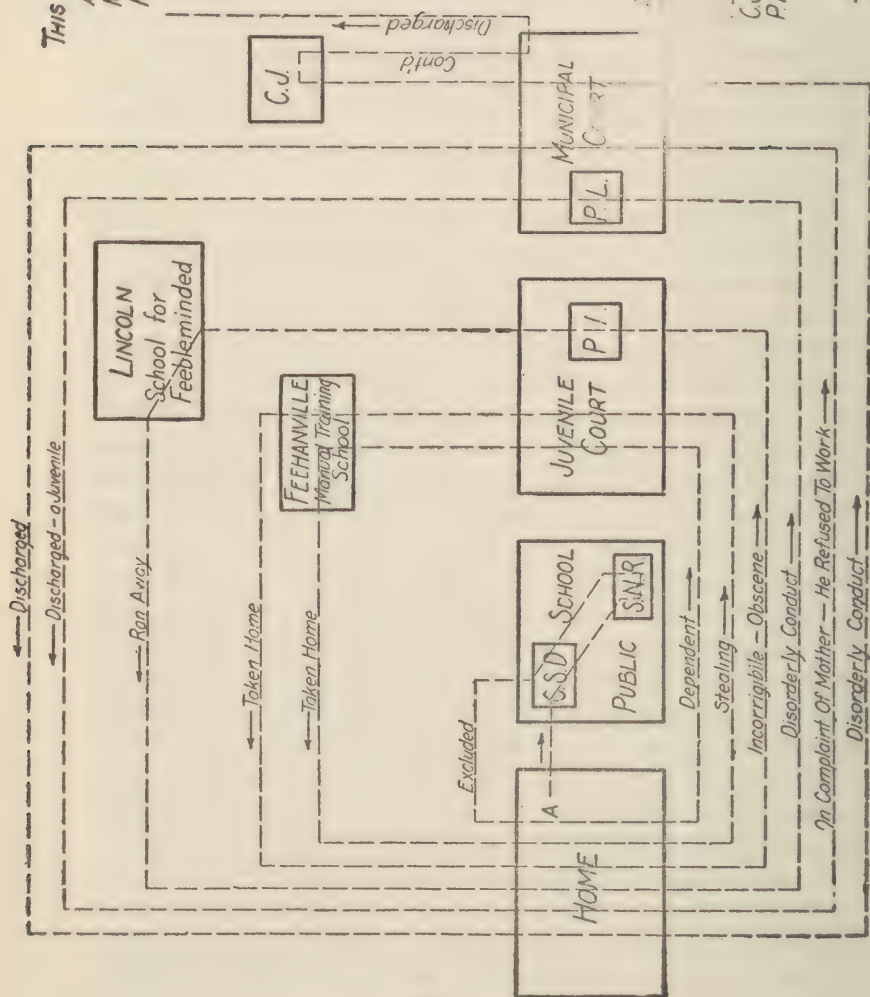 THIS
Discharged
Cont'd
C.J.
MUNICIPAL
P.L.
LINCOLN
School for
Feebleminded
FEEHANVILLE
Manual Training
School
JUVENILE
COURT
P.I.
PUBLIC SCHOOL
C.S.D
S.N.R.
HOME
A
Excluded
Discharged
Discharged – a Juvenile
Ran Away
Taken Home
Taken Home
Dependent
Stealing
Incorrigibile – Obscene
Disorderly Conduct
On Complaint Of Mother – He Refused To Work
Disorderly Conduct